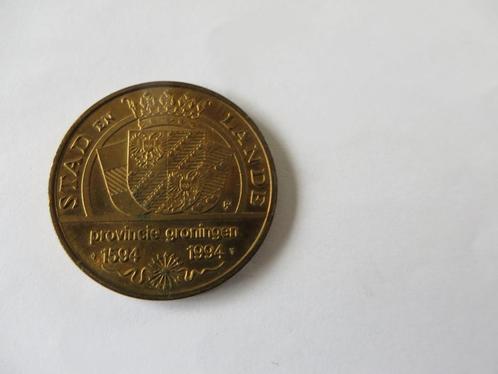 STAD EN LANDE
provincie groningen
1594 1994